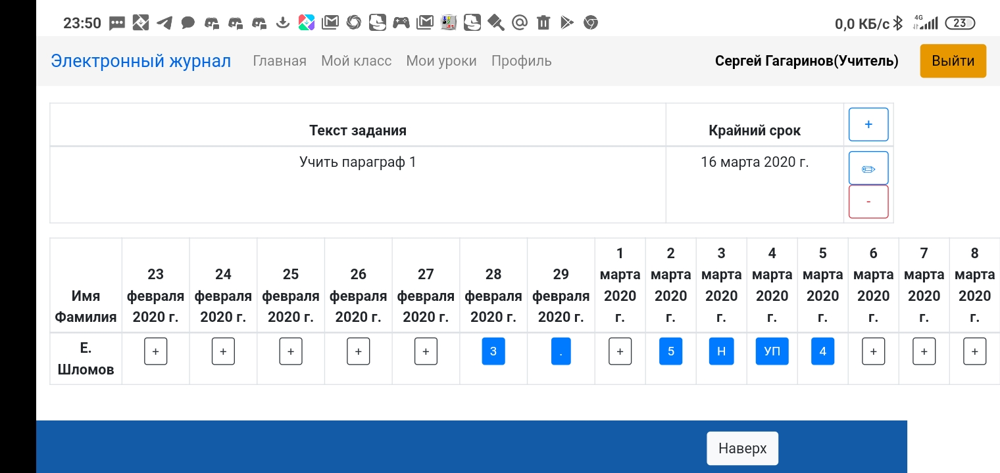 23:50 0,0 КБ/с 4G 23
Электронный журнал Главная Мой класс Мои уроки Профиль Сергей Гагаринов(Учитель) Выйти
Текст задания Крайний срок +
Учить параграф 1 16 марта 2020 г.
-
Имя Фамилия 23 февраля 2020 г. 24 февраля 2020 г. 25 февраля 2020 г. 26 февраля 2020 г. 27 февраля 2020 г. 28 февраля 2020 г. 29 февраля 2020 г. 1 марта 2020 г. 2 марта 2020 г. 3 марта 2020 г. 4 марта 2020 г. 5 марта 2020 г. 6 марта 2020 г. 7 марта 2020 г. 8 марта 2020 г.
Е. Шломов + + + + + 3 . + 5 Н УП 4 + + +
Наверх